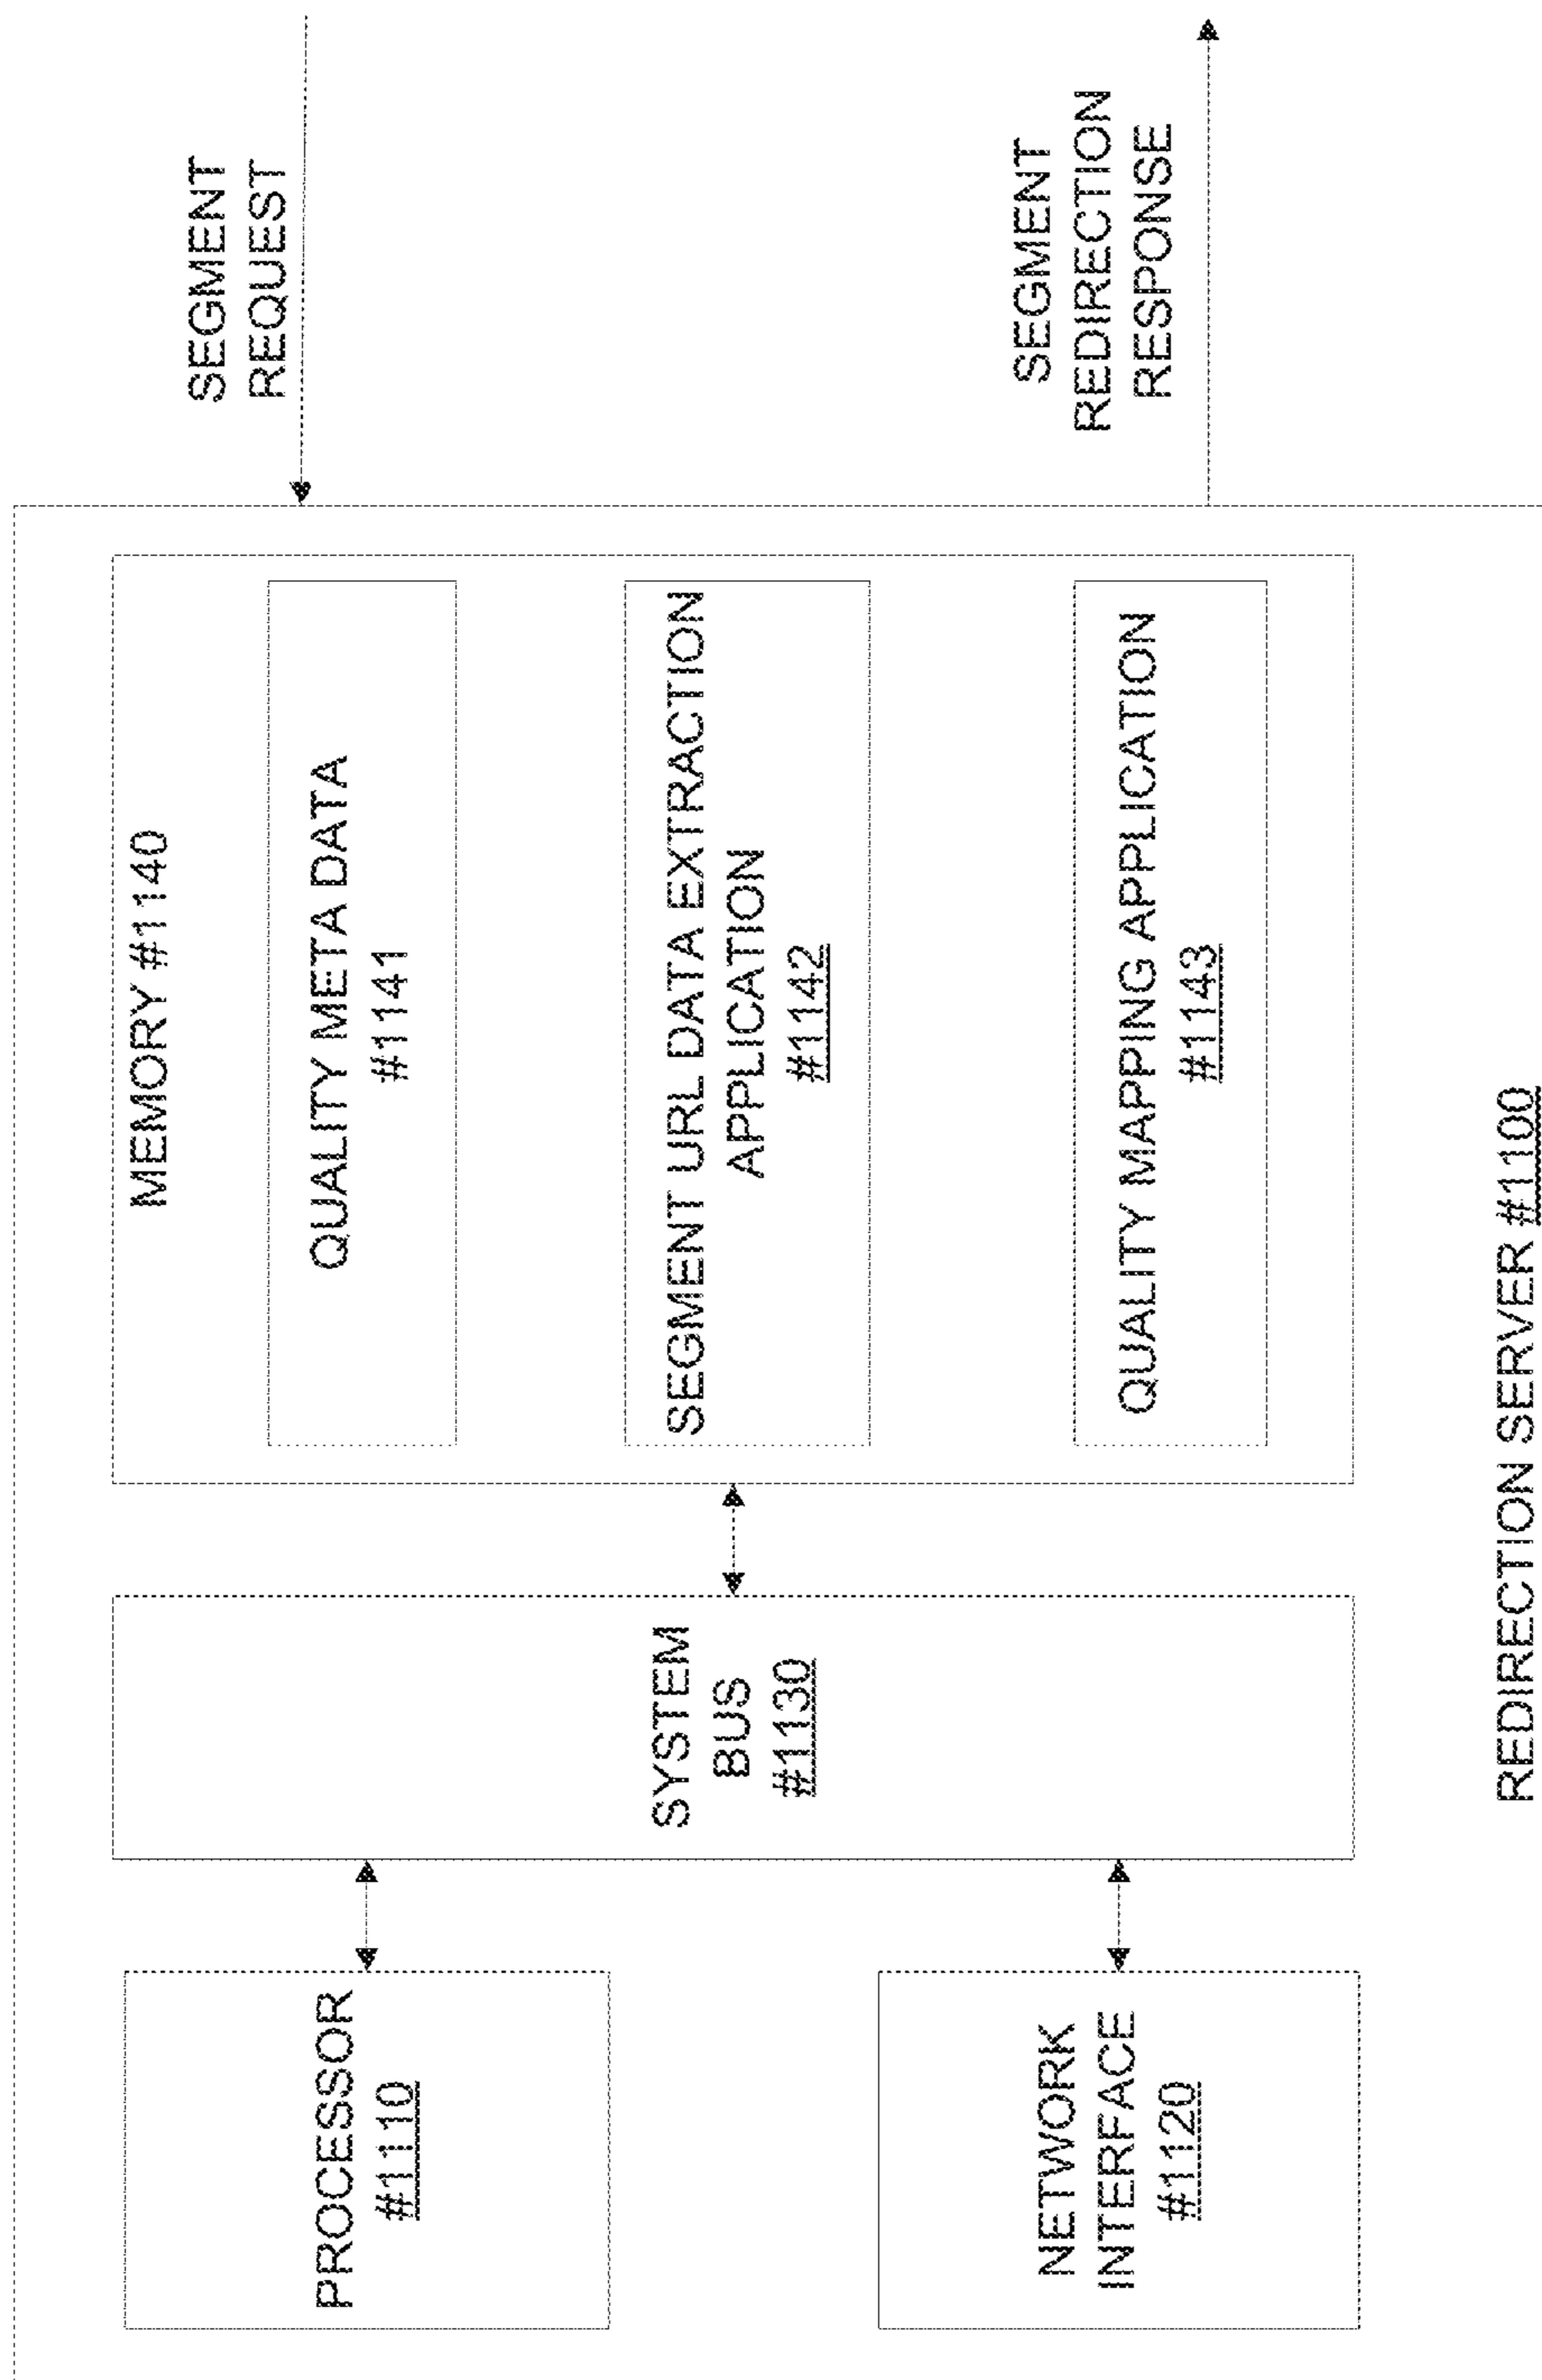 PROCESSOR
#1110
NETWORK
INTERFACE
#1120
SYSTEM
BUS
#1130
MEMORY #1140
QUALITY META DATA
#1141
SEGMENT URL DATA EXTRACTION
APPLICATION
#1142
QUALITY MAPPING APPLICATION
#1143
SEGMENT
REQUEST
SEGMENT
REDIRECTION
RESPONSE
REDIRECTION SERVER #1100